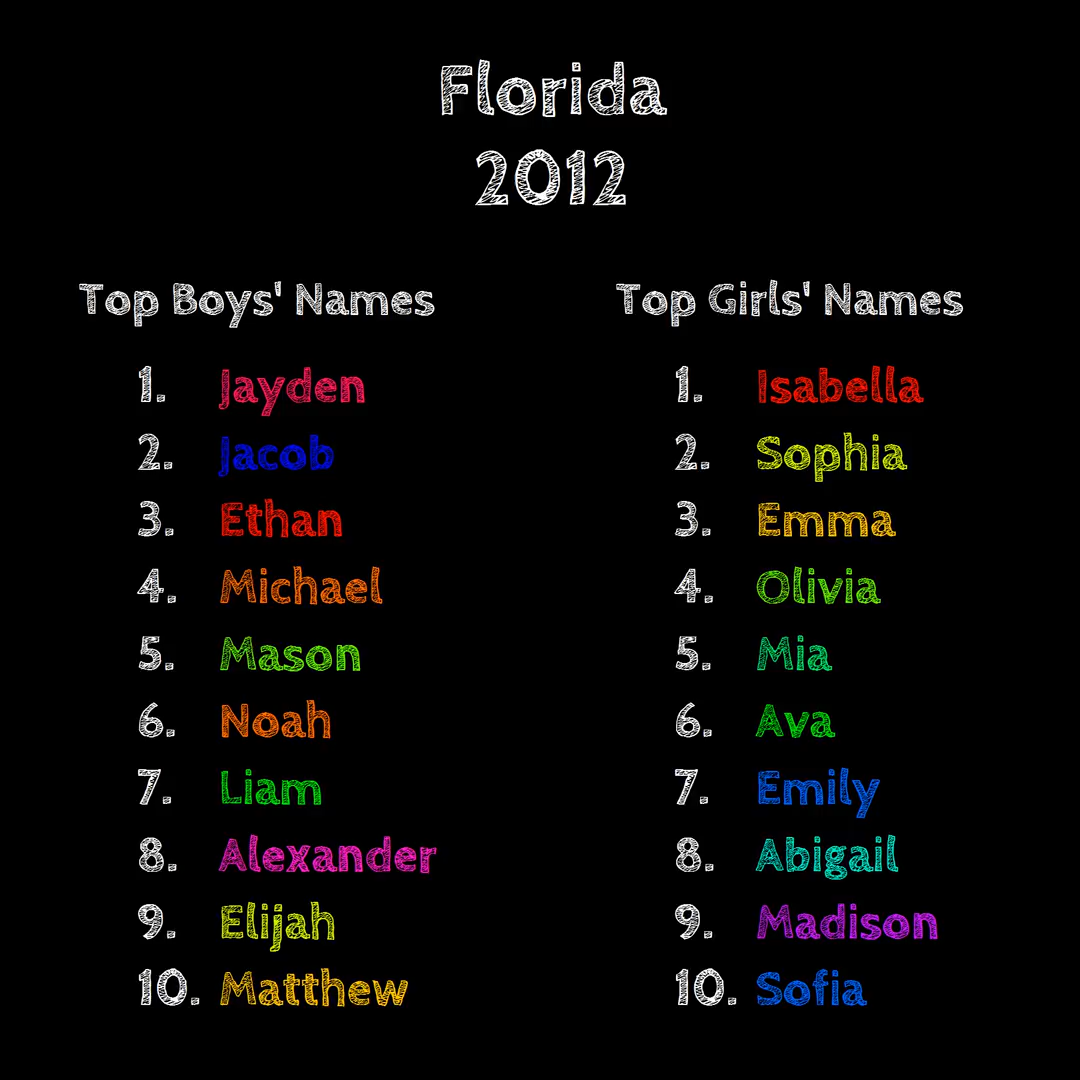 Florida
2012
Top Boys' Names
1. Jayden
2. Jacob
3. Ethan
4. Michael
5. Mason
6. Noah
7. Liam
8. Alexander
9. Elijah
10. Matthew
Top Girls' Names
1. Isabella
2. Sophia
3. Emma
4. Olivia
5. Mia
6. Ava
7. Emily
8. Abigail
9. Madison
10. Sofia